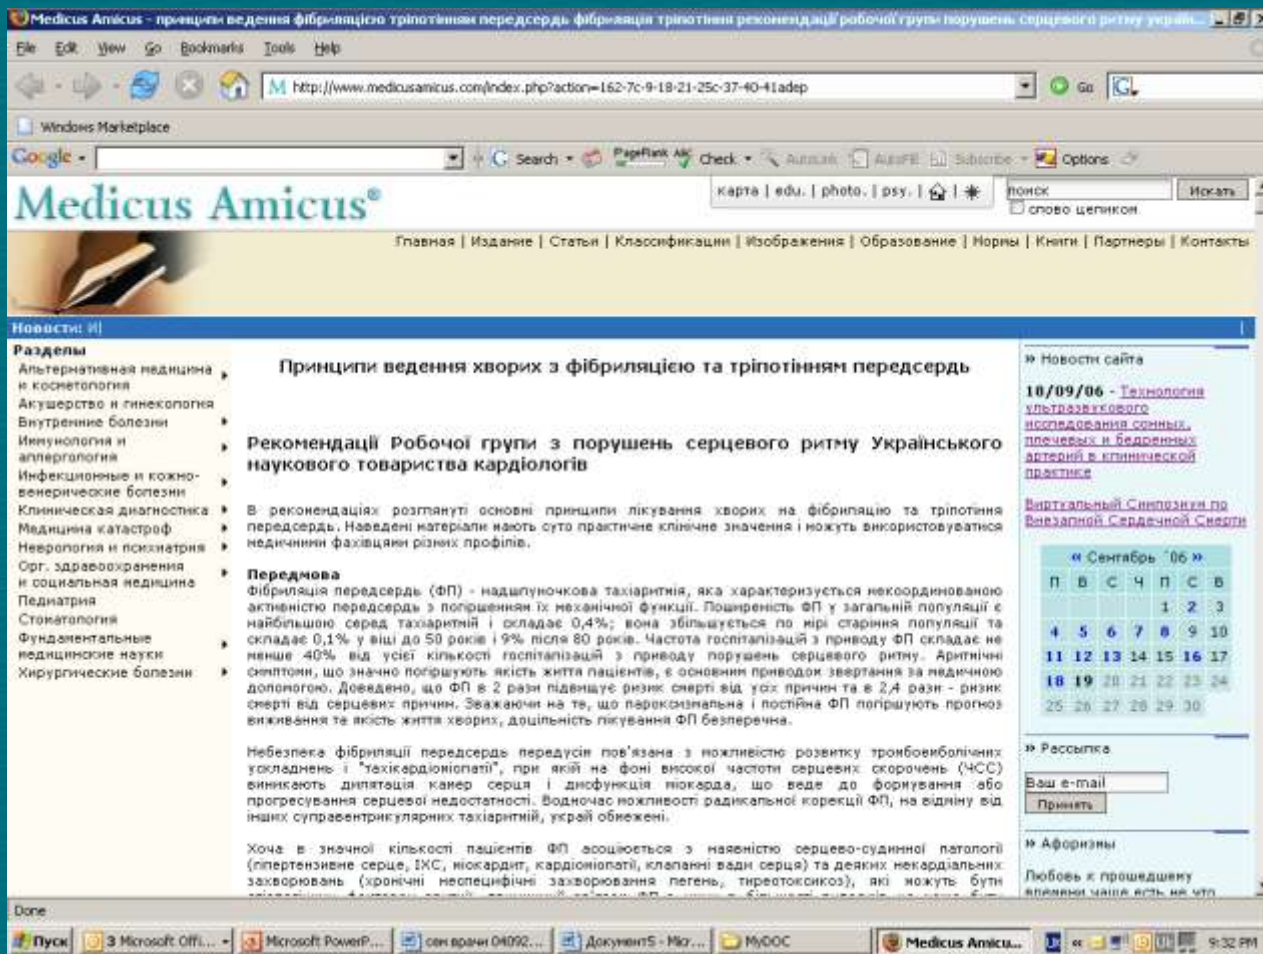 Medicus Amicus - принципи ведення фібриляцією тріпотінням передсердь фібриляція тріпотіння рекомендації робочої групи порушень серцевого ритму україн...
File Edit View Go Bookmarks Tools Help
http://www.medicusamicus.com/index.php?action=162-7c-9-18-21-25c-37-40-41adep Go
Windows Marketplace
Google Search PageRank ABC Check AutoLink AutoFill Subscribe Options
Medicus Amicus®
карта | edu. | photo. | psy. |
поиск Искать
слово целиком
Главная | Издание | Статьи | Классификации | Изображения | Образование | Нормы | Книги | Партнеры | Контакты
Новости: И|
Разделы
Альтернативная медицина
и косметология
Акушерство и гинекология
Внутренние болезни
Иммунология и
аллергология
Инфекционные и кожно-
венерические болезни
Клиническая диагностика
Медицина катастроф
Неврология и психиатрия
Орг. здравоохранения
и социальная медицина
Педиатрия
Стоматология
Фундаментальные
медицинские науки
Хирургические болезни
Принципи ведення хворих з фібриляцією та тріпотінням передсердь
Рекомендації Робочої групи з порушень серцевого ритму Українського
наукового товариства кардіологів
В рекомендаціях розглянуті основні принципи лікування хворих на фібриляцію та тріпотіння
передсердь. Наведені матеріали мають суто практичне клінічне значення і можуть використовуватися
медичними фахівцями різних профілів.
Передмова
Фібриляція передсердь (ФП) - надшлуночкова тахіаритмія, яка характеризується некоординованою
активністю передсердь з погіршенням їх механічної функції. Поширеність ФП у загальній популяції є
найбільшою серед тахіаритмій і складає 0,4%; вона збільшується по мірі старіння популяції та
складає 0,1% у віці до 50 років і 9% після 80 років. Частота госпіталізацій з приводу ФП складає не
менше 40% від усієї кількості госпіталізацій з приводу порушень серцевого ритму. Аритмічні
симптоми, що значно погіршують якість життя пацієнтів, є основним приводом звертання за медичною
допомогою. Доведено, що ФП в 2 рази підвищує ризик смерті від усіх причин та в 2,4 рази - ризик
смерті від серцевих причин. Зважаючи на те, що пароксизмальна і постійна ФП погіршують прогноз
виживання та якість життя хворих, доцільність лікування ФП безперечна.
Небезпека фібриляції передсердь передусім пов'язана з можливістю розвитку тромбоемболічних
ускладнень і "тахікардіоміопатії", при якій на фоні високої частоти серцевих скорочень (ЧСС)
виникають дилятація камер серця і дисфункція міокарда, що веде до формування або
прогресування серцевої недостатності. Водночас можливості радикальної корекції ФП, на відміну від
інших суправентрикулярних тахіаритмій, украй обмежені.
Хоча в значної кількості пацієнтів ФП асоціюється з наявністю серцево-судинної патології
(гіпертензивне серце, ІХС, міокардит, кардіоміопатії, клапанні вади серця) та деяких некардіальних
захворювань (хронічні неспецифічні захворювання легень, тиреотоксикоз), які можуть бути
» Новости сайта
18/09/06 - Технология
ультразвукового
исследования сонных,
плечевых и бедренных
артерий в клинической
практике
Виртуальный Симпозиум по
Внезапной Сердечной Смерти
« Сентябрь `06 »
П В С Ч П С В
1 2 3
4 5 6 7 8 9 10
11 12 13 14 15 16 17
18 19 20 21 22 23 24
25 26 27 28 29 30
» Рассылка
Ваш e-mail
Принять
» Афоризмы
Любовь к прошедшему
времени чаще есть не что
Done
Пуск 3 Microsoft Offi... Microsoft PowerP... сем врачи 04092... Документ5 - Micr... MyDOC Medicus Amicu... 9:32 PM